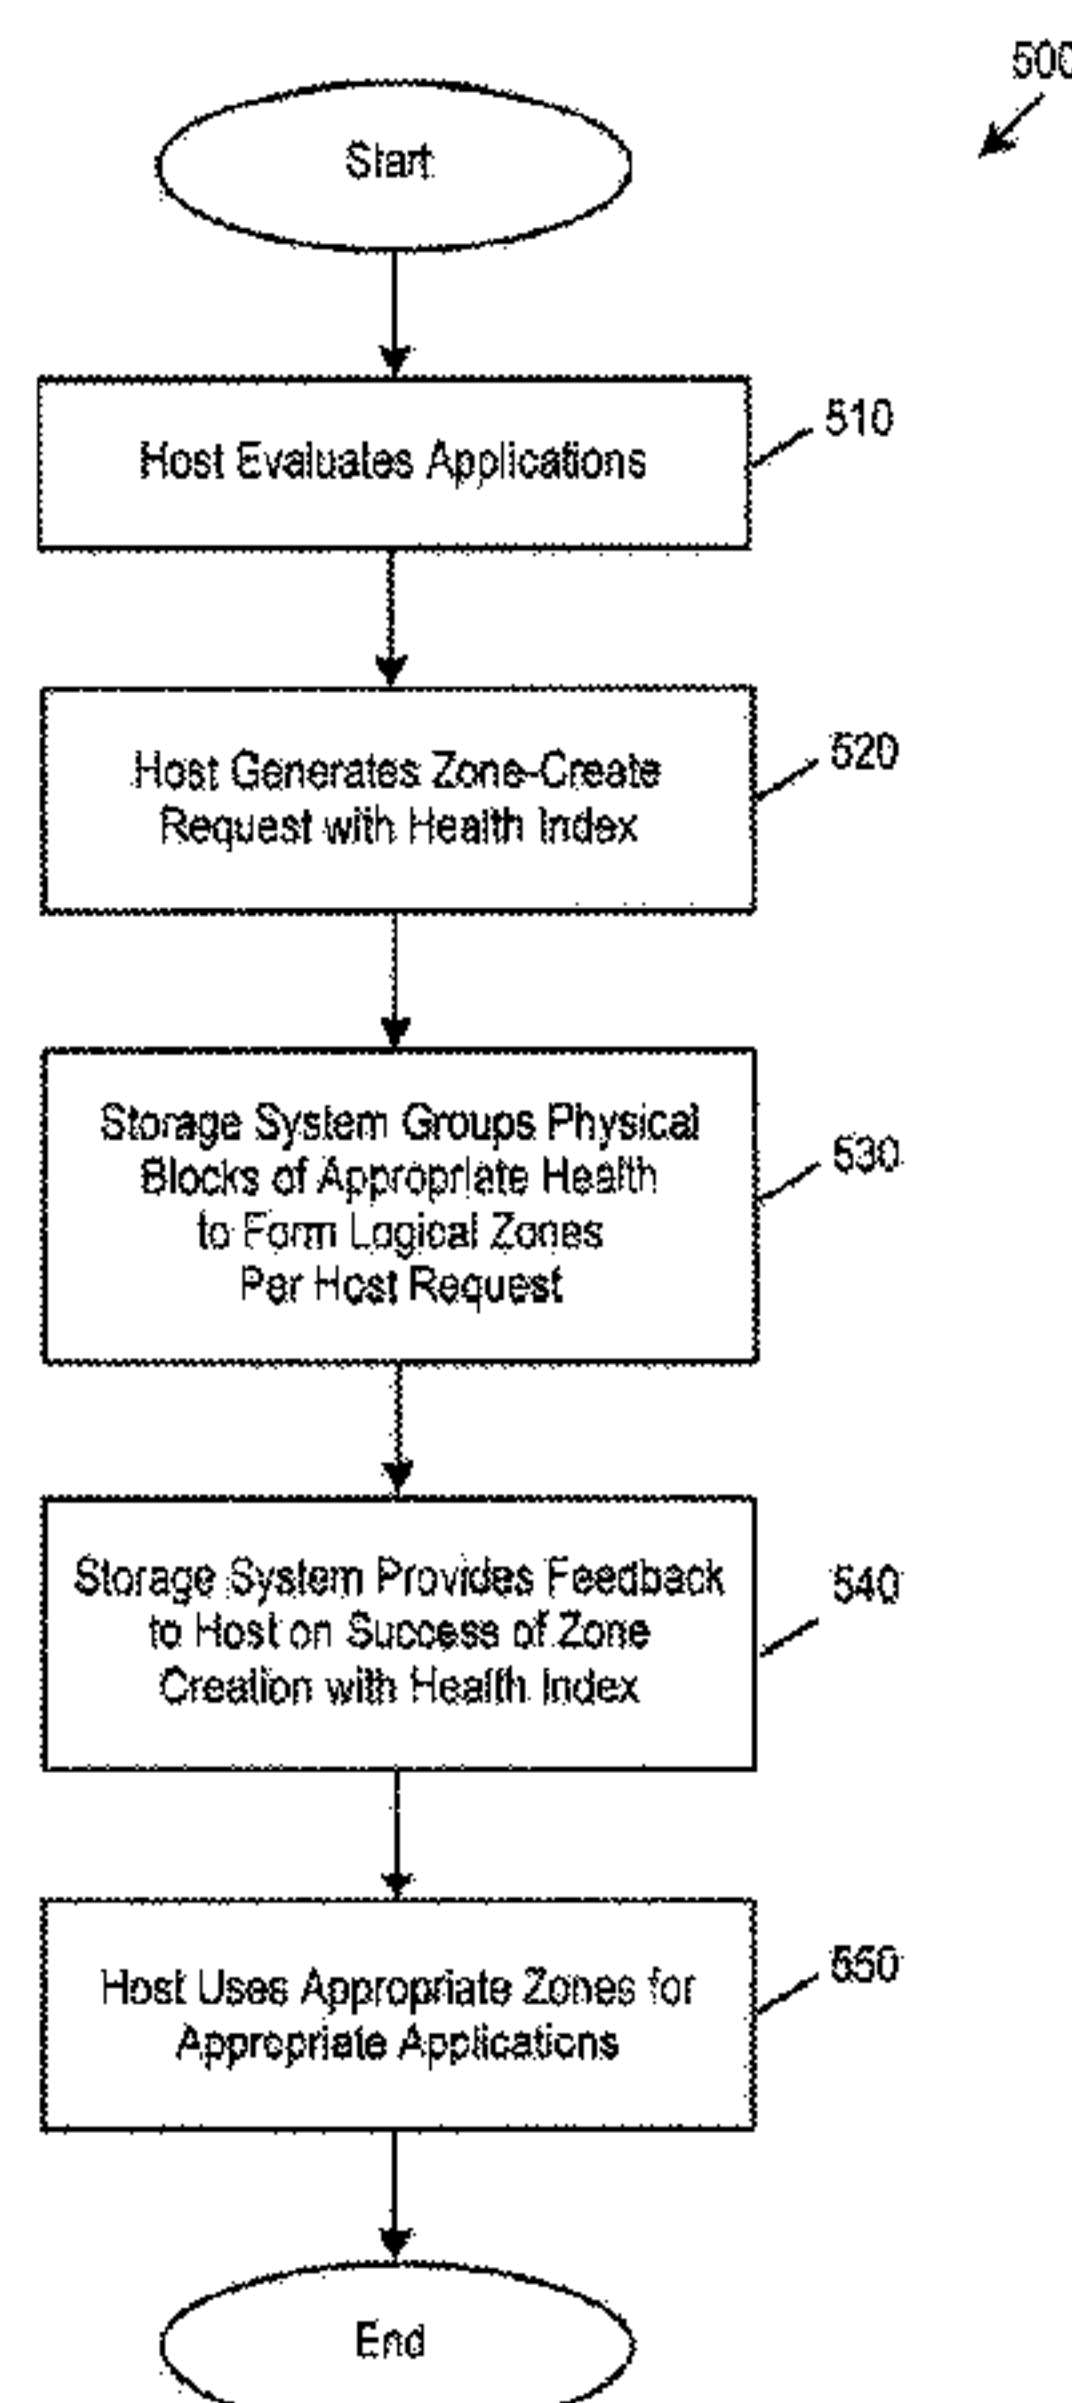 500
Start
Host Evaluates Applications
510
Host Generates Zone-Create
Request with Health Index
520
Storage System Groups Physical
Blocks of Appropriate Health
to Form Logical Zones
Per Host Request
530
Storage System Provides Feedback
to Host on Success of Zone
Creation with Health Index
540
Host Uses Appropriate Zones for
Appropriate Applications
550
End